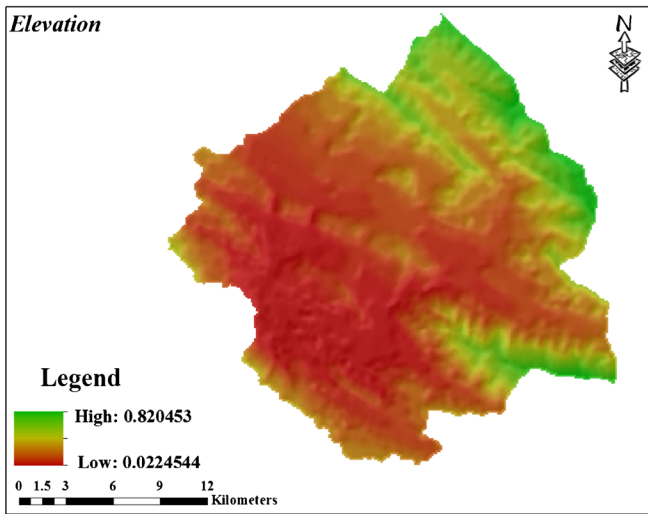 Elevation
N
Legend
High: 0.820453
Low: 0.0224544
0 1.5 3 6 9 12
Kilometers